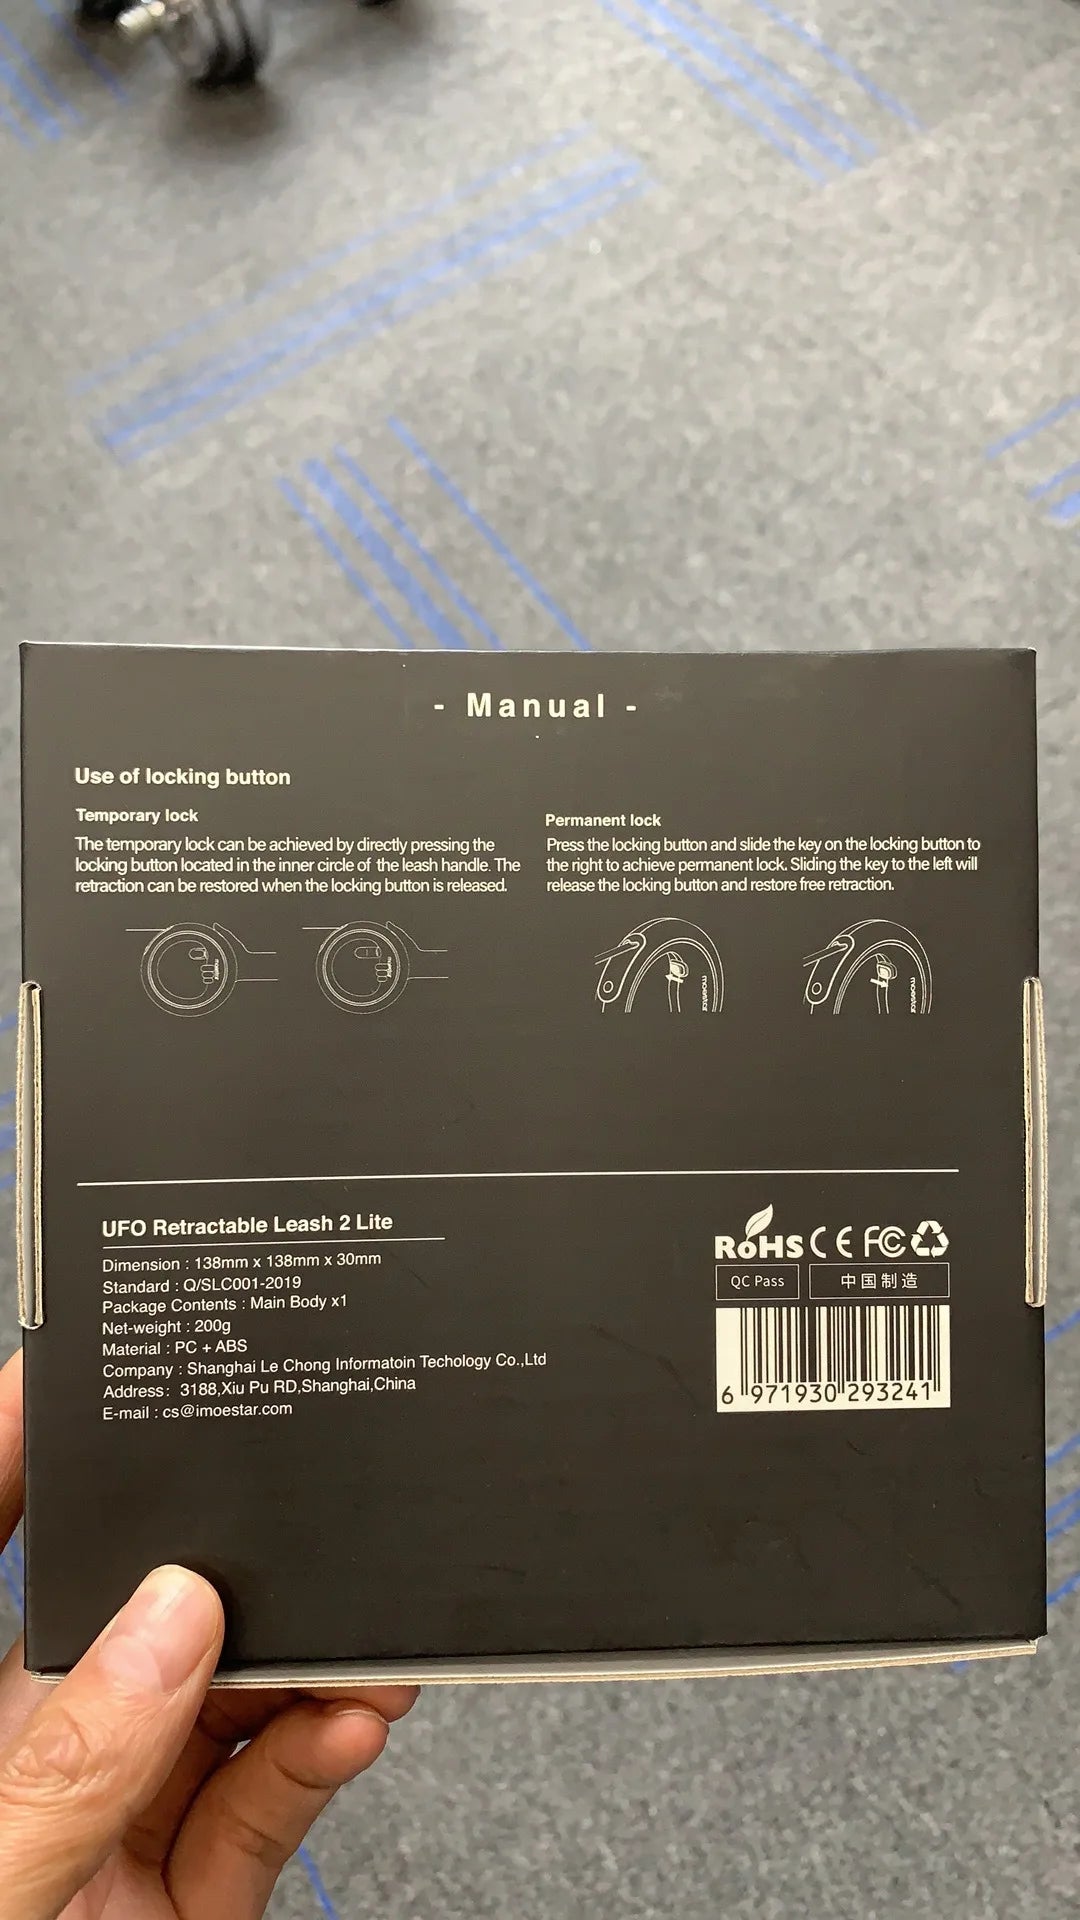 - Manual -
Use of locking button
Temporary lock
The temporary lock can be achieved by directly pressing the
locking button located in the inner circle of the leash handle. The
retraction can be restored when the locking button is released.
Permanent lock
Press the locking button and slide the key on the locking button to
the right to achieve permanent lock. Sliding the key to the left will
release the locking button and restore free retraction.
moestar
moestar
moestar
moestar
UFO Retractable Leash 2 Lite
Dimension : 138mm x 138mm x 30mm
Standard : Q/SLC001-2019
Package Contents : Main Body x1
Net-weight : 200g
Material : PC + ABS
Company : Shanghai Le Chong Informatoin Techology Co.,Ltd
Address: 3188,Xiu Pu RD,Shanghai,China
E-mail : cs@imoestar.com
RoHS CE FC
QC Pass
中国制造
6 971930 293241